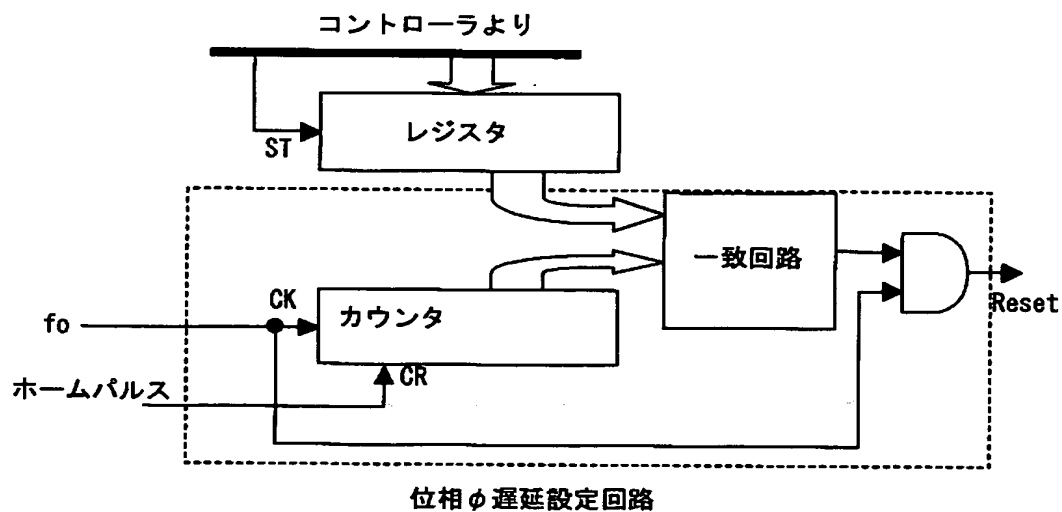 コントローラより
レジスタ
ST
一致回路
CK
カウンタ
fo
Reset
CR
ホームパルス
位相φ遅延設定回路